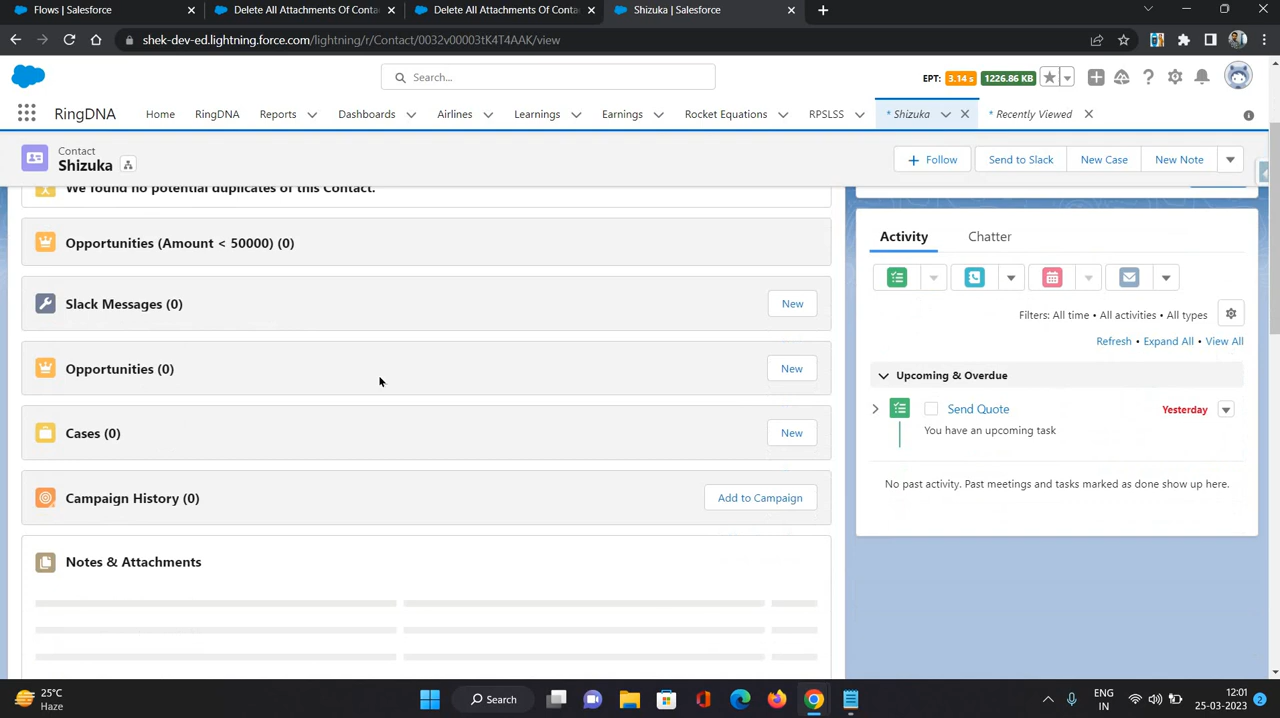 Flows | Salesforce
Delete All Attachments Of Conta
Delete All Attachments Of Conta
Shizuka | Salesforce
shek-dev-ed.lightning.force.com/lightning/r/Contact/0032v00003tK4T4AAK/view
Search...
EPT: 3.14 s 1226.86 KB
RingDNA Home RingDNA Reports Dashboards Airlines Learnings Earnings Rocket Equations RPSLSS * Shizuka * Recently Viewed
Contact
Shizuka
Follow Send to Slack New Case New Note
We found no potential duplicates of this Contact.
Opportunities (Amount < 50000) (0)
Slack Messages (0) New
Opportunities (0) New
Cases (0) New
Campaign History (0) Add to Campaign
Notes & Attachments
Activity Chatter
Filters: All time • All activities • All types
Refresh • Expand All • View All
Upcoming & Overdue
Send Quote Yesterday
You have an upcoming task
No past activity. Past meetings and tasks marked as done show up here.
25°C
Haze
Search
ENG
IN
12:01
25-03-2023
2